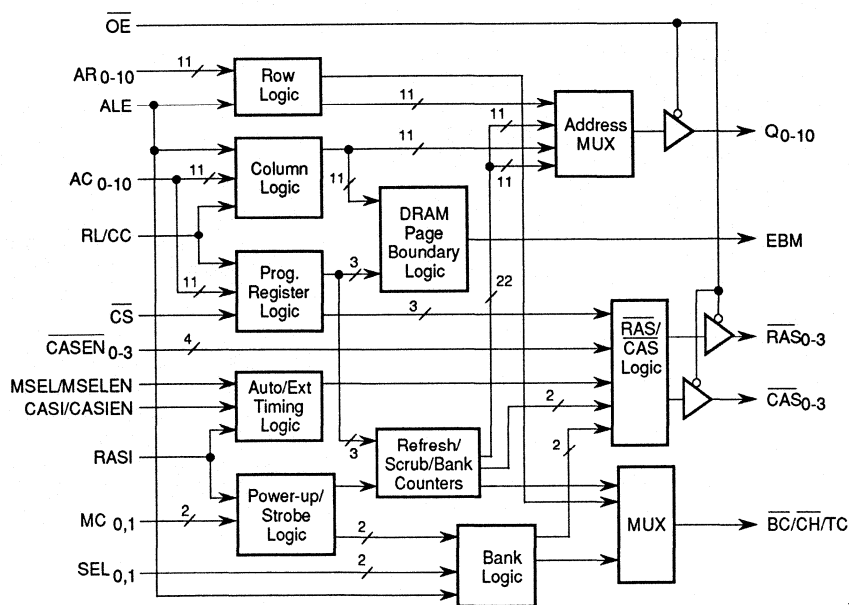 OE
AR0-10
11
Row
Logic
ALE
11
11
Address
MUX
Q0-10
11
11
AC0-10
11
Column
Logic
11
RL/CC
DRAM
Page
Boundary
Logic
EBM
11
Prog.
Register
Logic
3
22
CS
3
RAS/
CAS
Logic
RAS0-3
CASEN0-3
4
MSEL/MSELEN
CASI/CASIEN
Auto/Ext
Timing
Logic
2
CAS0-3
3
Refresh/
Scrub/Bank
Counters
2
RASI
MC0,1
2
Power-up/
Strobe
Logic
2
MUX
BC/CH/TC
SEL0,1
2
Bank
Logic